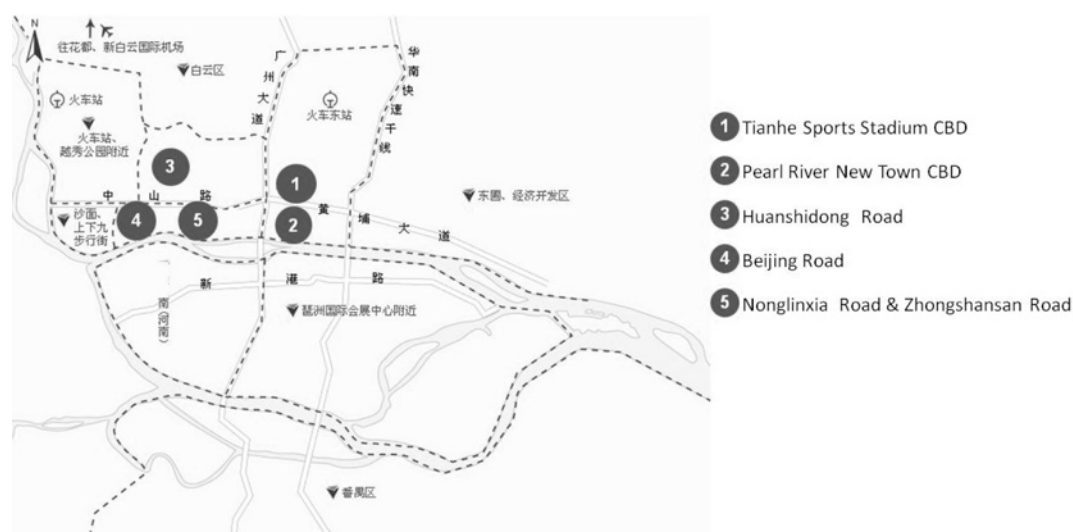 N
往花都、新白云国际机场
白云区
火车站
火车站、
越秀公园附近
广州大道
火车东站
华南快速干线
3
1
中山路
东圃、经济开发区
沙面、
上下九
步行街
4
5
2
黄埔大道
新港路
南(河南)
琶洲国际会展中心附近
番禺区
1 Tianhe Sports Stadium CBD
2 Pearl River New Town CBD
3 Huanshidong Road
4 Beijing Road
5 Nonglinxia Road & Zhongshansan Road